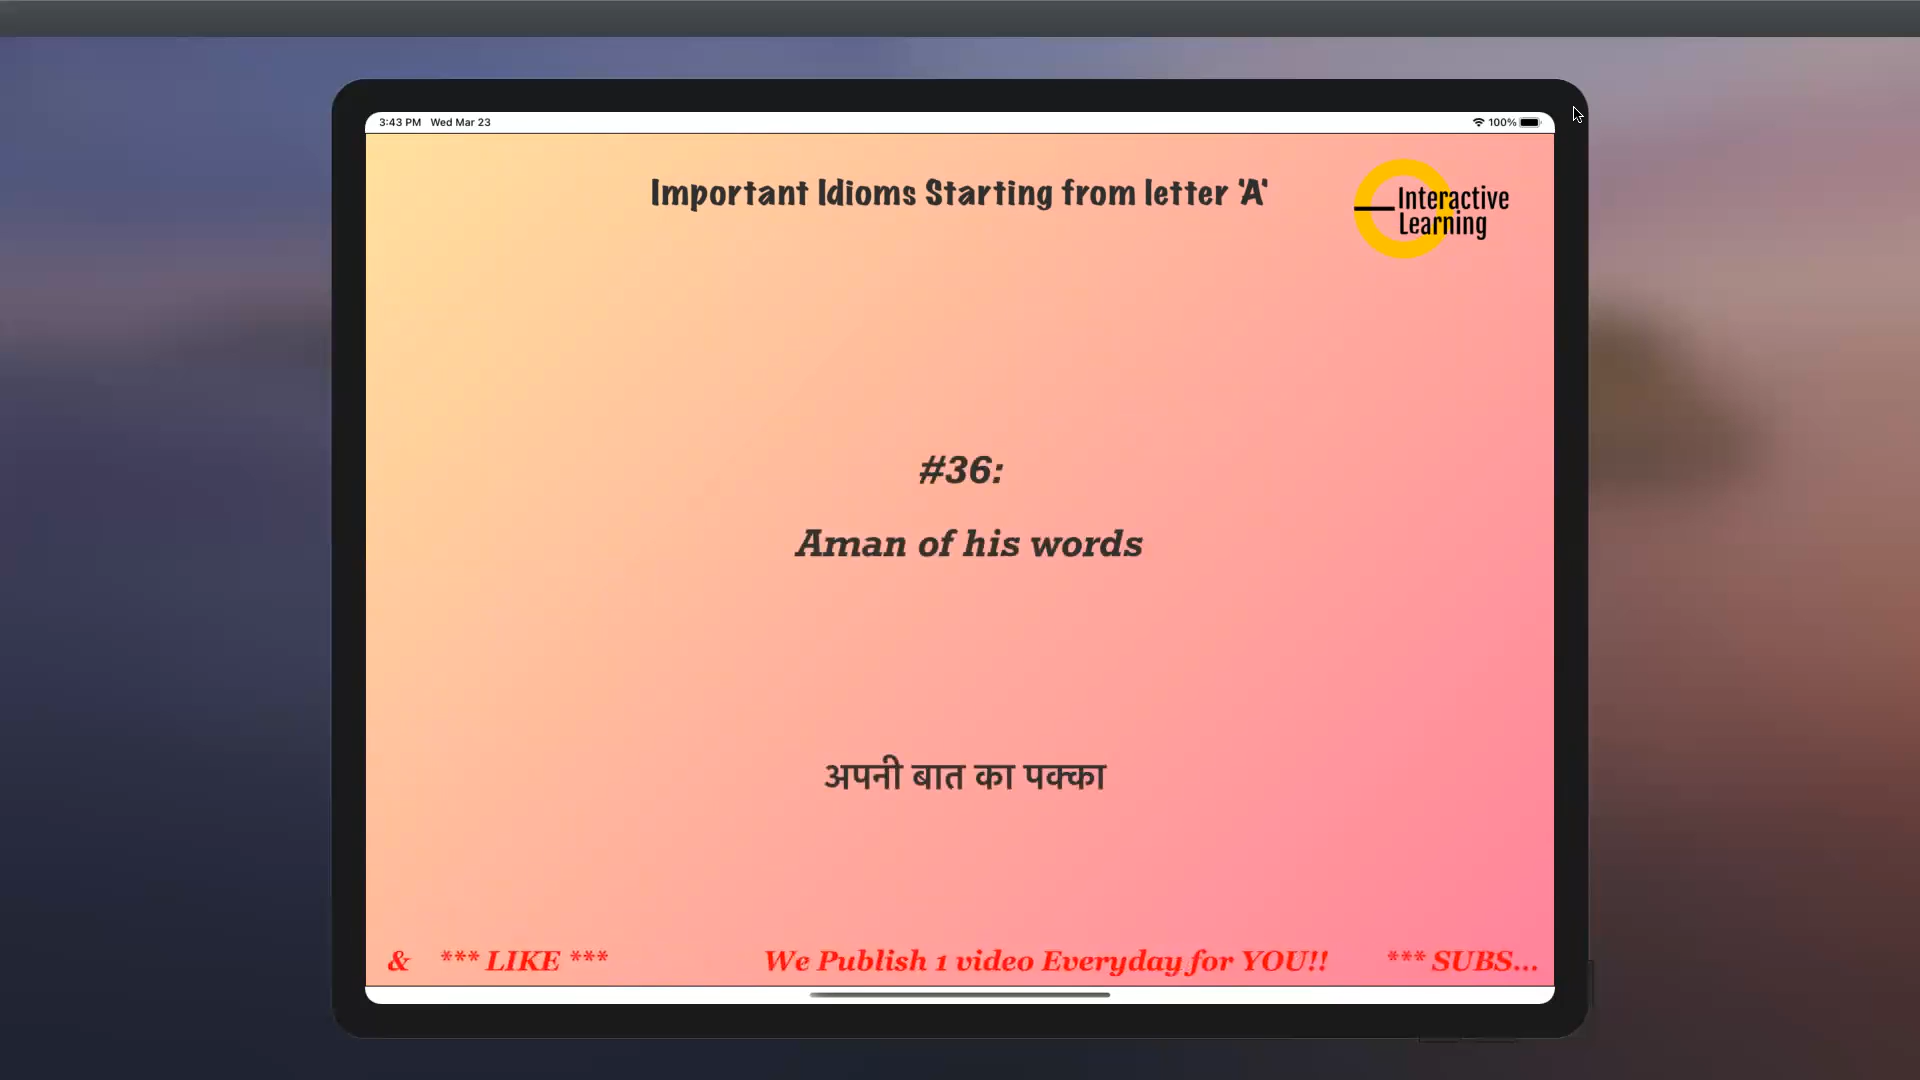 3:43 PM Wed Mar 23
100%
Important Idioms Starting from letter 'A'
Interactive
Learning
#36:
Aman of his words
अपनी बात का पक्का
& *** LIKE *** We Publish 1 video Everyday for YOU!! *** SUBS...